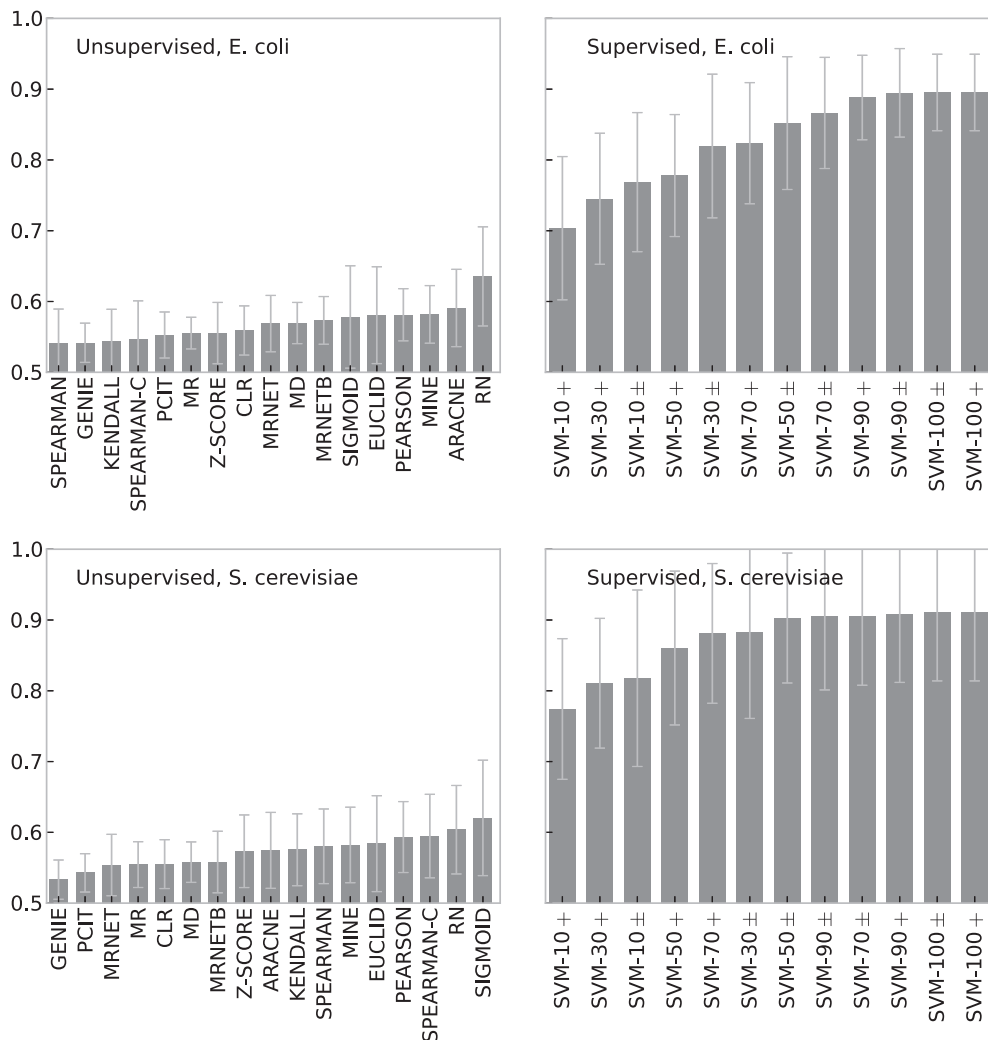 Unsupervised, E. coli
1.0
0.9
0.8
0.7
0.6
0.5
SPEARMAN
GENIE
KENDALL
SPEARMAN-C
PCIT
MR
Z-SCORE
CLR
MRNET
MD
MRNETB
SIGMOID
EUCLID
PEARSON
MINE
ARACNE
RN
Supervised, E. coli
SVM-10+
SVM-30+
SVM-10±
SVM-50+
SVM-30±
SVM-70+
SVM-50±
SVM-70±
SVM-90+
SVM-90±
SVM-100±
SVM-100+
Unsupervised, S. cerevisiae
1.0
0.9
0.8
0.7
0.6
0.5
GENIE
PCIT
MRNET
MR
CLR
MD
MRNETB
Z-SCORE
ARACNE
KENDALL
SPEARMAN
MINE
EUCLID
PEARSON
SPEARMAN-C
RN
SIGMOID
Supervised, S. cerevisiae
SVM-10+
SVM-30+
SVM-10±
SVM-50+
SVM-70+
SVM-30±
SVM-50±
SVM-90±
SVM-70±
SVM-90+
SVM-100±
SVM-100+